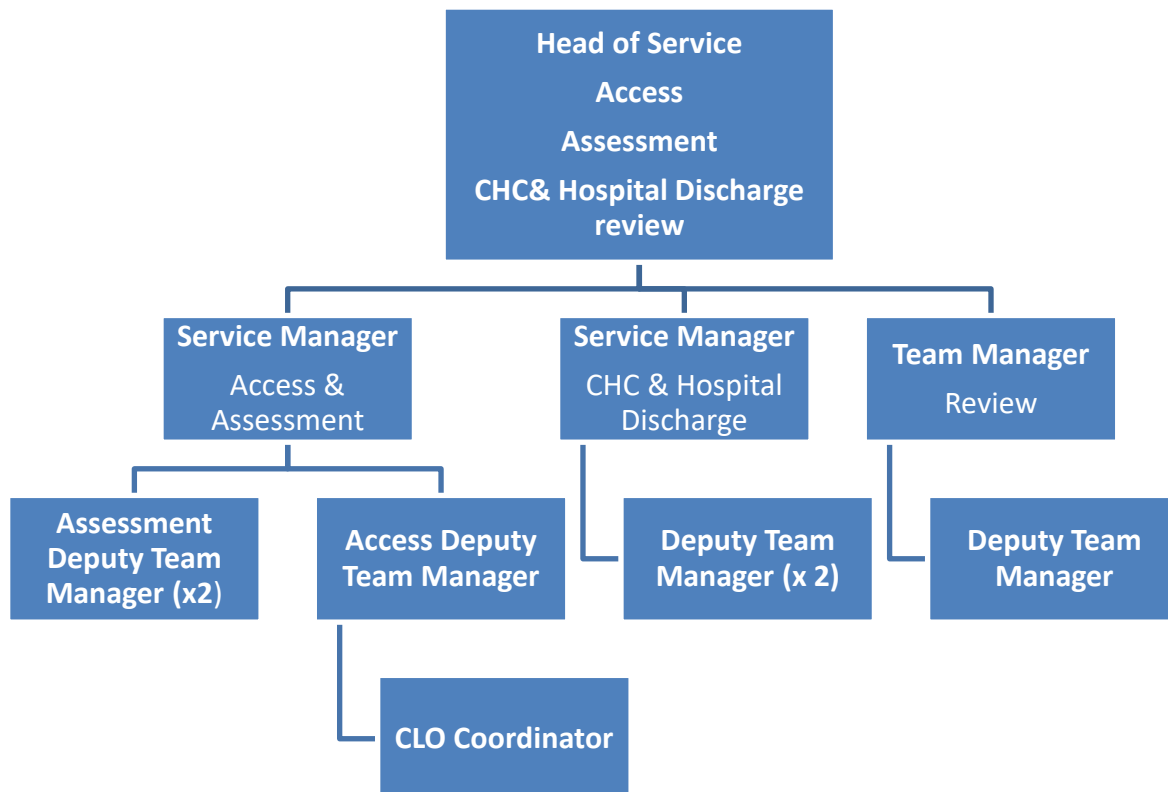 Head of Service
Access
Assessment
CHC& Hospital Discharge
review
Service Manager
Access &
Assessment
Service Manager
CHC & Hospital
Discharge
Team Manager
Review
Assessment
Deputy Team
Manager (x2)
Access Deputy
Team Manager
Deputy Team
Manager (x 2)
Deputy Team
Manager
CLO Coordinator